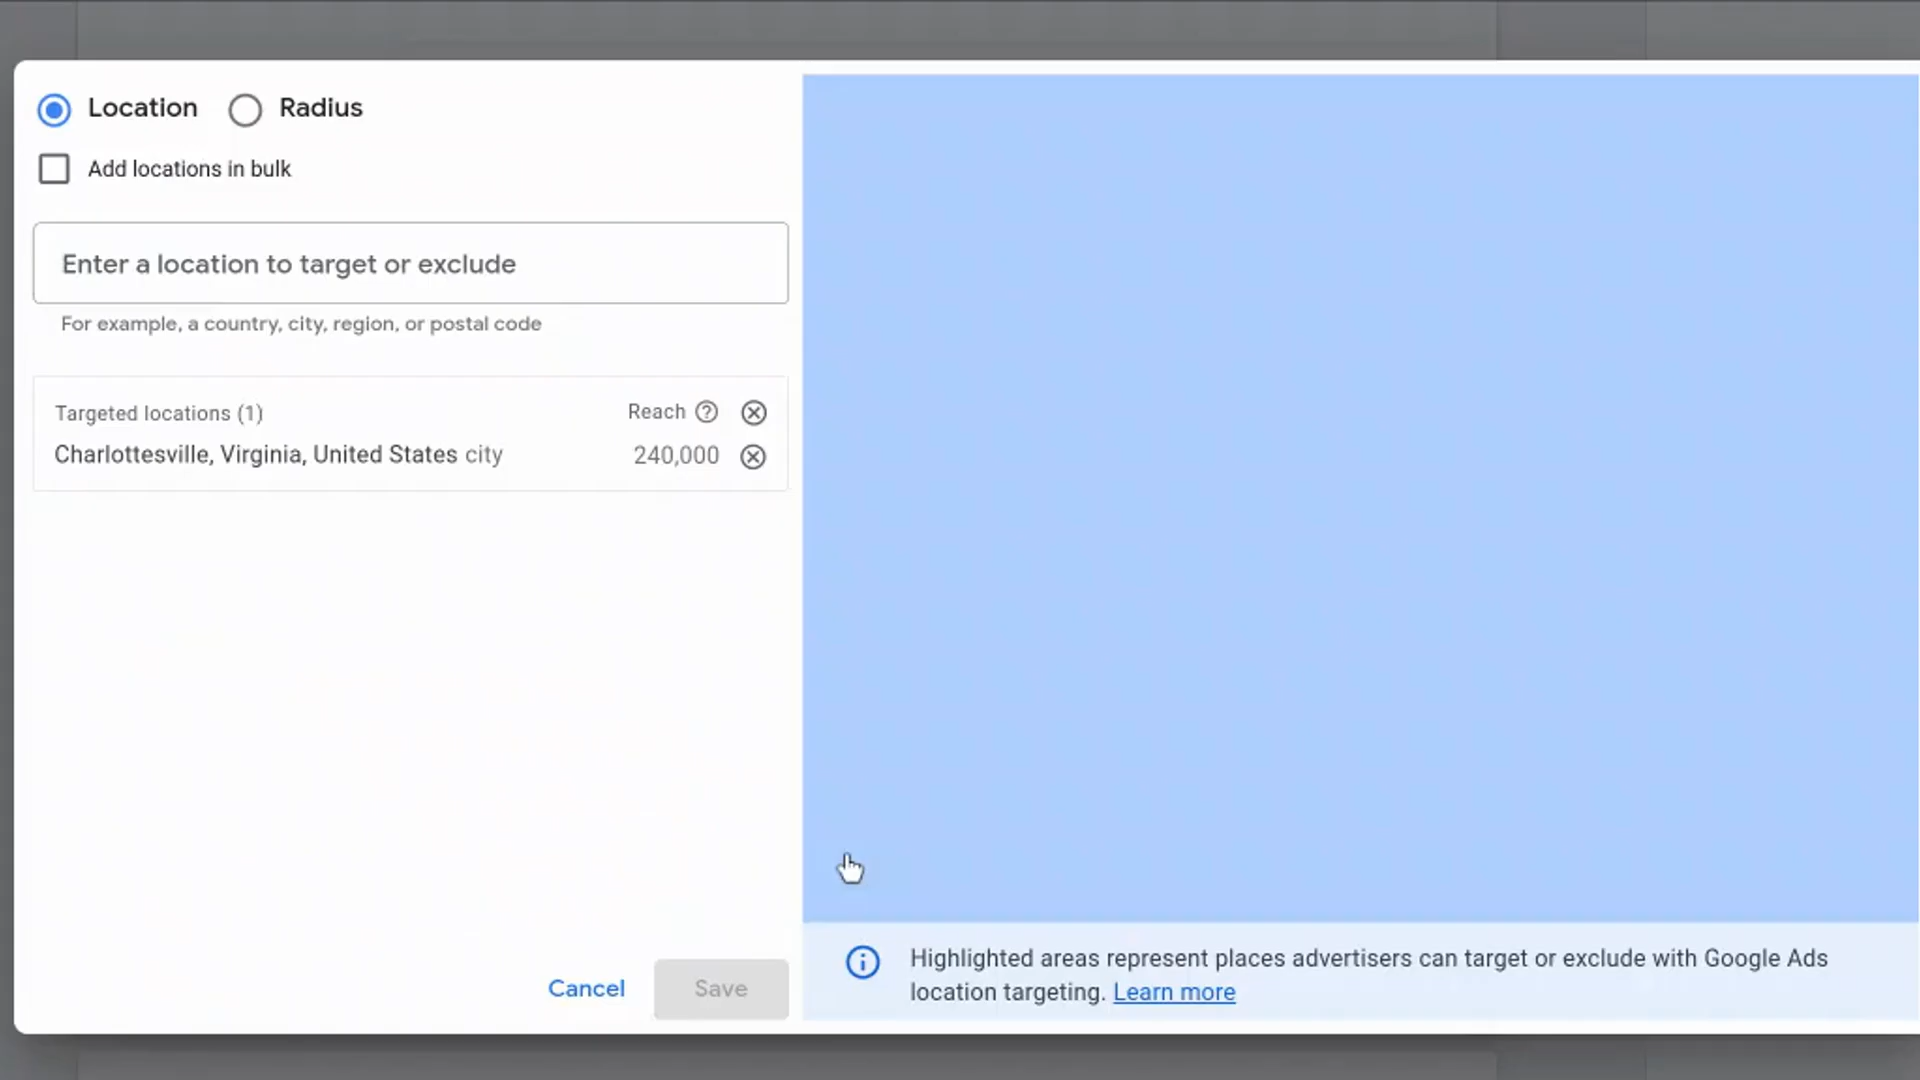 Location
Radius
Add locations in bulk
Enter a location to target or exclude
For example, a country, city, region, or postal code
Targeted locations (1)
Reach
Charlottesville, Virginia, United States city
240,000
Cancel
Save
Highlighted areas represent places advertisers can target or exclude with Google Ads
location targeting. Learn more